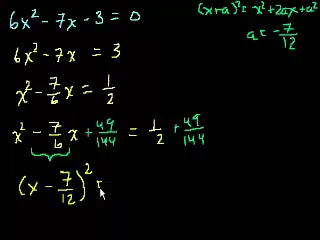 6x² - 7x - 3 = 0
(x+a)² = x² + 2ax + a²
a = -7/12
6x² - 7x = 3
x² - 7/6 x = 1/2
x² - 7/6 x + 49/144 = 1/2 + 49/144
(x - 7/12)² =